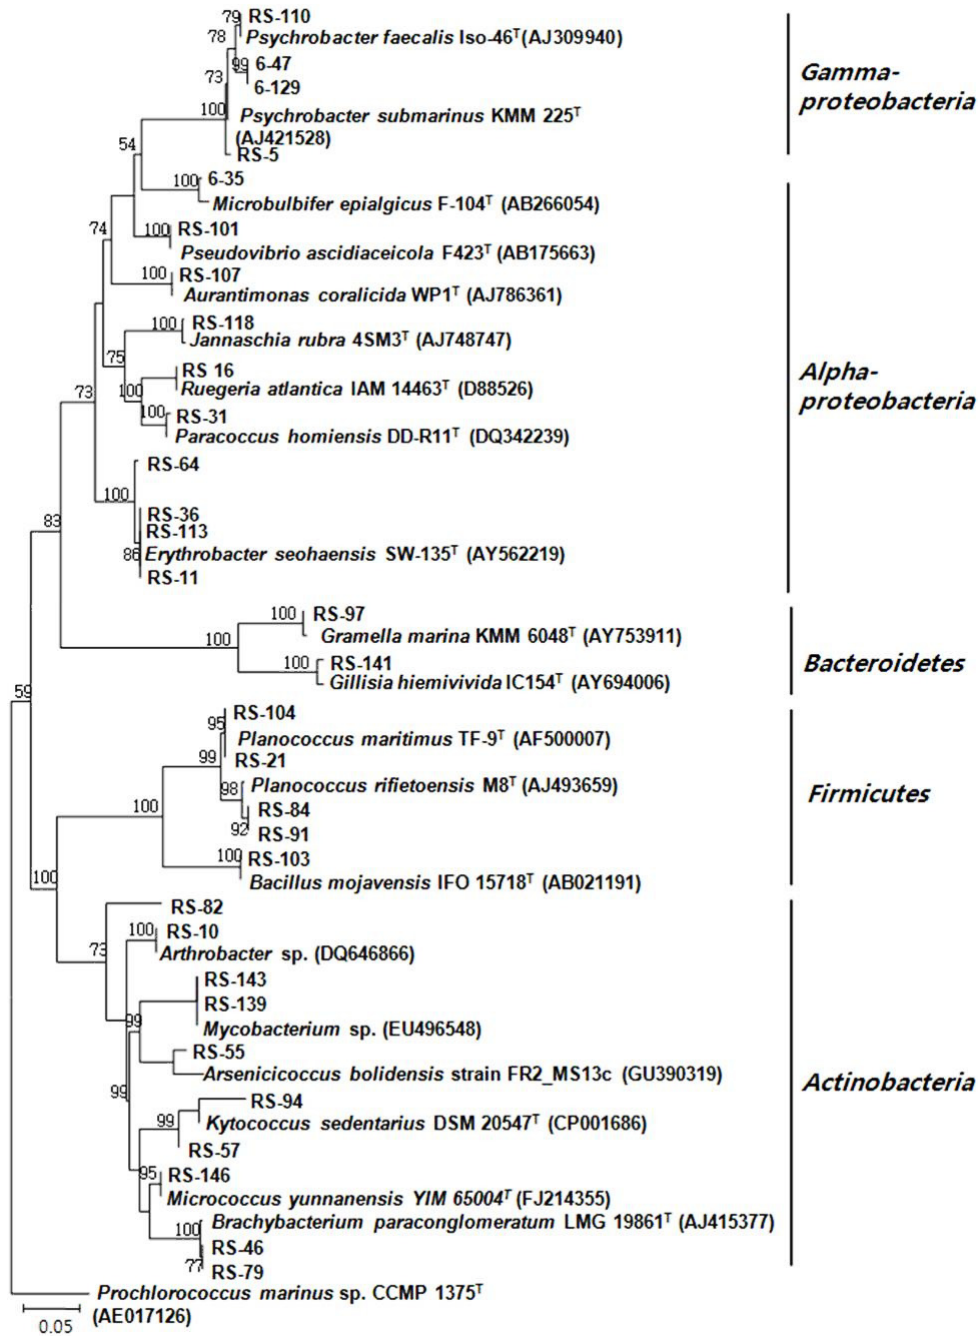 79
RS-110
78
Psychrobacter faecalis Iso-46ᵀ(AJ309940)
99
6-47
73
6-129
100
Psychrobacter submarinus KMM 225ᵀ
(AJ421528)
RS-5
Gamma-
proteobacteria
54
100
6-35
Microbulbifer epialgicus F-104ᵀ (AB266054)
74
100
RS-101
Pseudovibrio ascidiaceicola F423ᵀ (AB175663)
100
RS-107
Aurantimonas coralicida WP1ᵀ (AJ786361)
100
RS-118
Jannaschia rubra 4SM3ᵀ (AJ748747)
75
RS 16
73
100
Ruegeria atlantica IAM 14463ᵀ (D88526)
100
RS-31
Paracoccus homiensis DD-R11ᵀ (DQ342239)
Alpha-
proteobacteria
RS-64
100
RS-36
83
RS-113
86
Erythrobacter seohaensis SW-135ᵀ (AY562219)
RS-11
100
RS-97
100
Gramella marina KMM 6048ᵀ (AY753911)
100
RS-141
Gillisia hiemivivida IC154ᵀ (AY694006)
Bacteroidetes
59
95
RS-104
Planococcus maritimus TF-9ᵀ (AF500007)
99
RS-21
98
Planococcus rifietoensis M8ᵀ (AJ493659)
100
RS-84
92
RS-91
100
RS-103
Bacillus mojavensis IFO 15718ᵀ (AB021191)
Firmicutes
100
RS-82
100
RS-10
73
Arthrobacter sp. (DQ646866)
RS-143
RS-139
99
Mycobacterium sp. (EU496548)
RS-55
Arsenicicoccus bolidensis strain FR2_MS13c (GU390319)
99
RS-94
99
Kytococcus sedentarius DSM 20547ᵀ (CP001686)
RS-57
95
RS-146
Micrococcus yunnanensis YIM 65004ᵀ (FJ214355)
100
Brachybacterium paraconglomeratum LMG 19861ᵀ (AJ415377)
RS-46
77
RS-79
Actinobacteria
Prochlorococcus marinus sp. CCMP 1375ᵀ
(AE017126)
0.05